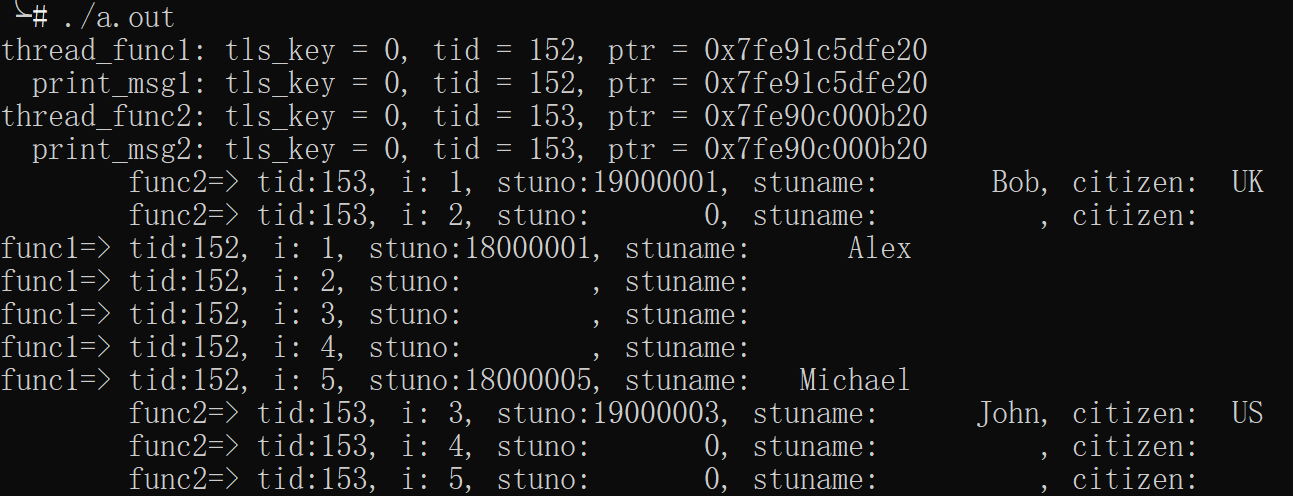 # ./a.out
thread_func1: tls_key = 0, tid = 152, ptr = 0x7fe91c5dfe20
  print_msg1: tls_key = 0, tid = 152, ptr = 0x7fe91c5dfe20
thread_func2: tls_key = 0, tid = 153, ptr = 0x7fe90c000b20
  print_msg2: tls_key = 0, tid = 153, ptr = 0x7fe90c000b20
        func2=> tid:153, i: 1, stuno:19000001, stuname:       Bob, citizen:  UK
        func2=> tid:153, i: 2, stuno:       0, stuname:          , citizen:
func1=> tid:152, i: 1, stuno:18000001, stuname:      Alex
func1=> tid:152, i: 2, stuno:        , stuname:
func1=> tid:152, i: 3, stuno:        , stuname:
func1=> tid:152, i: 4, stuno:        , stuname:
func1=> tid:152, i: 5, stuno:18000005, stuname:   Michael
        func2=> tid:153, i: 3, stuno:19000003, stuname:      John, citizen:  US
        func2=> tid:153, i: 4, stuno:       0, stuname:          , citizen:
        func2=> tid:153, i: 5, stuno:       0, stuname:          , citizen: